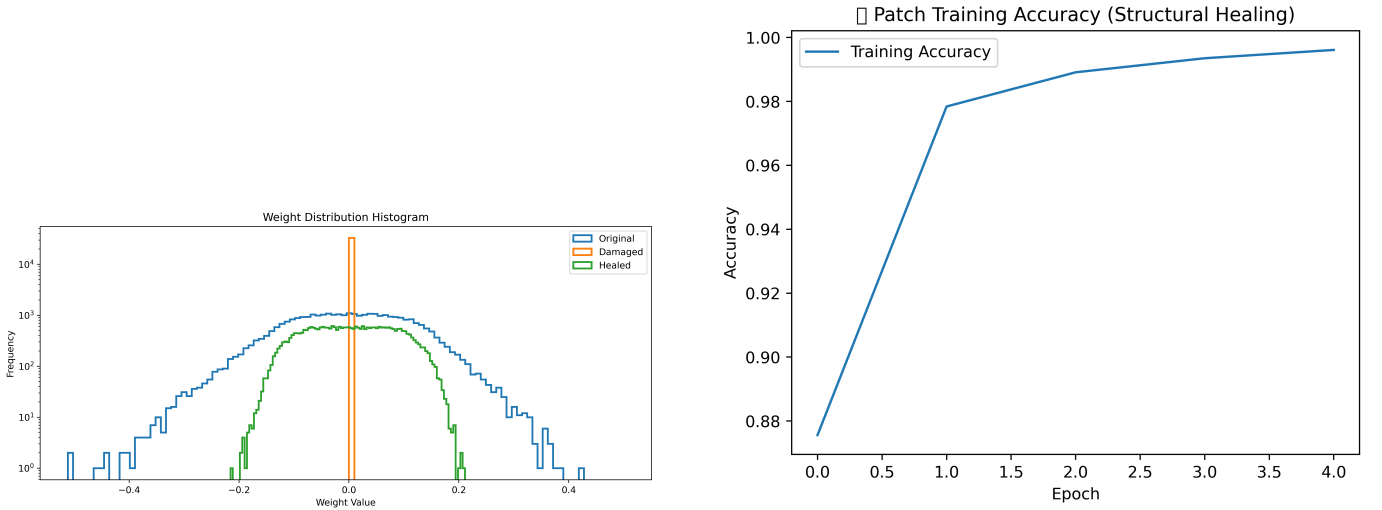 Weight Distribution Histogram
Original
Damaged
Healed
Frequency
10⁴
10³
10²
10¹
10⁰
−0.4
−0.2
0.0
0.2
0.4
Weight Value
▯ Patch Training Accuracy (Structural Healing)
Training Accuracy
Accuracy
1.00
0.98
0.96
0.94
0.92
0.90
0.88
0.0
0.5
1.0
1.5
2.0
2.5
3.0
3.5
4.0
Epoch